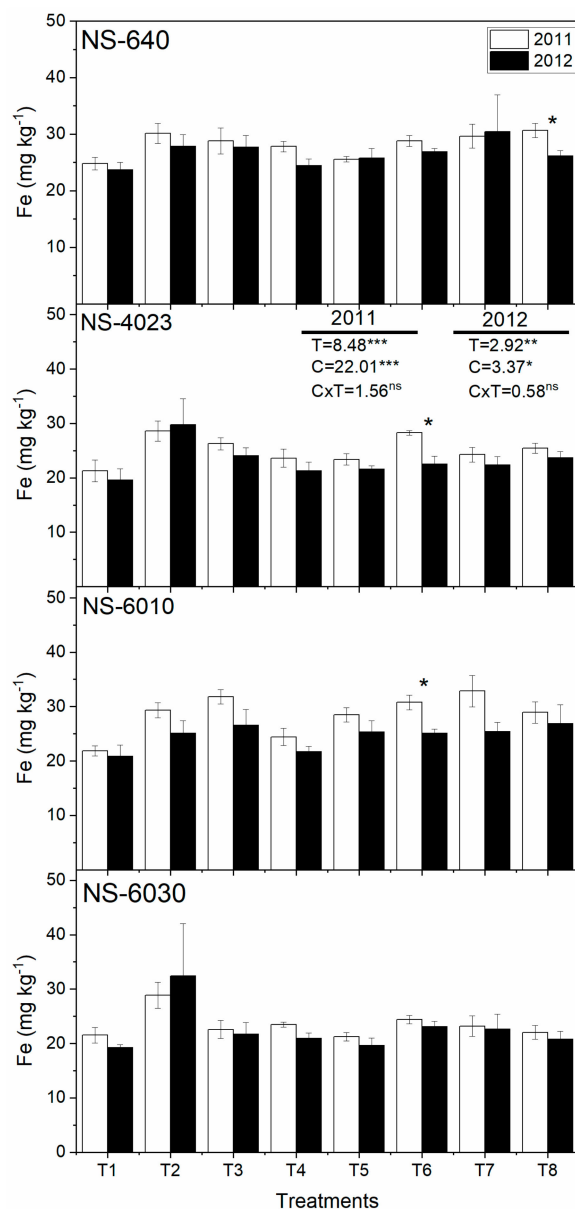 NS-640
2011
2012
*
50
40
30
20
10
Fe (mg kg⁻¹)
NS-4023
2011 2012
T=8.48*** T=2.92**
C=22.01*** C=3.37*
CxT=1.56ⁿˢ CxT=0.58ⁿˢ
*
50
40
30
20
10
Fe (mg kg⁻¹)
NS-6010
*
50
40
30
20
10
Fe (mg kg⁻¹)
NS-6030
50
40
30
20
10
0
Fe (mg kg⁻¹)
T1 T2 T3 T4 T5 T6 T7 T8
Treatments